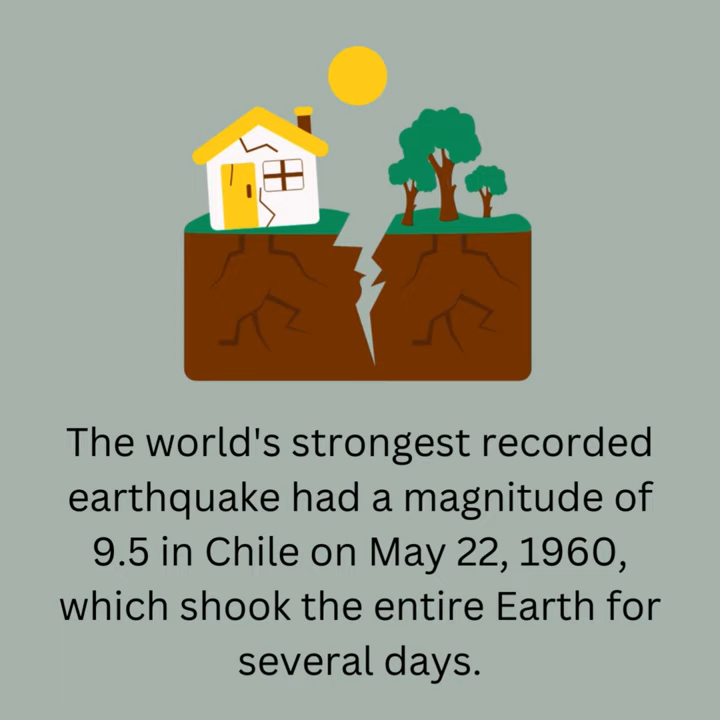 The world's strongest recorded
earthquake had a magnitude of
9.5 in Chile on May 22, 1960,
which shook the entire Earth for
several days.